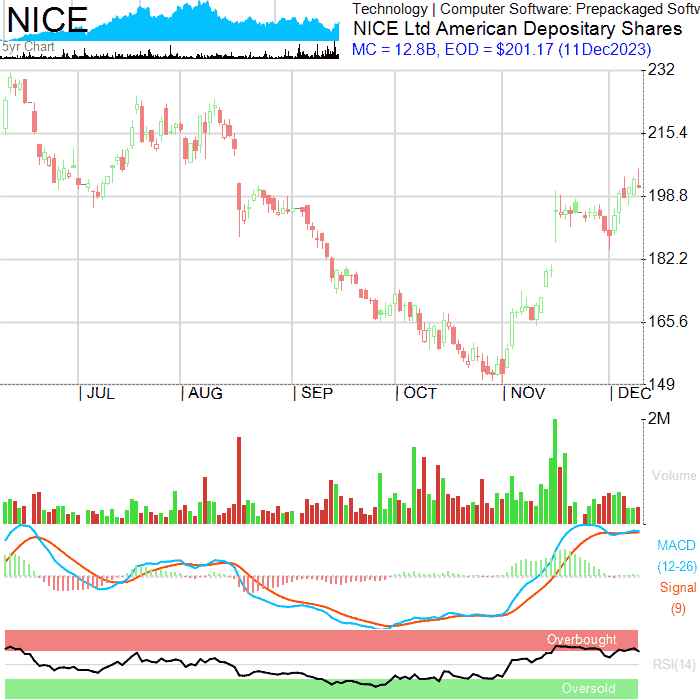 NICE
5yr Chart
Technology | Computer Software: Prepackaged Softw
NICE Ltd American Depositary Shares
MC = 12.8B, EOD = $201.17 (11Dec2023)
232
215.4
198.8
182.2
165.6
149
JUL AUG SEP OCT NOV DEC
2M
Volume
MACD
(12-26)
Signal
(9)
Overbought
RSI(14)
Oversold